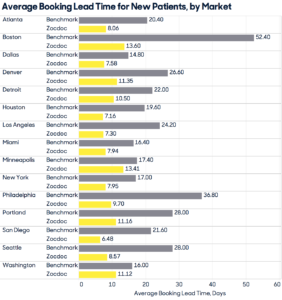 Average Booking Lead Time for New Patients, by Market
Atlanta Benchmark 20.40
Zocdoc 8.06
Boston Benchmark 52.40
Zocdoc 13.60
Dallas Benchmark 14.80
Zocdoc 7.58
Denver Benchmark 26.60
Zocdoc 11.35
Detroit Benchmark 22.00
Zocdoc 10.50
Houston Benchmark 19.60
Zocdoc 7.16
Los Angeles Benchmark 24.20
Zocdoc 7.30
Miami Benchmark 16.40
Zocdoc 7.94
Minneapolis Benchmark 17.40
Zocdoc 13.41
New York Benchmark 17.00
Zocdoc 7.95
Philadelphia Benchmark 36.80
Zocdoc 9.70
Portland Benchmark 28.00
Zocdoc 11.16
San Diego Benchmark 21.60
Zocdoc 6.48
Seattle Benchmark 28.00
Zocdoc 8.57
Washington Benchmark 16.00
Zocdoc 11.12
0 10 20 30 40 50 60
Average Booking Lead Time, Days